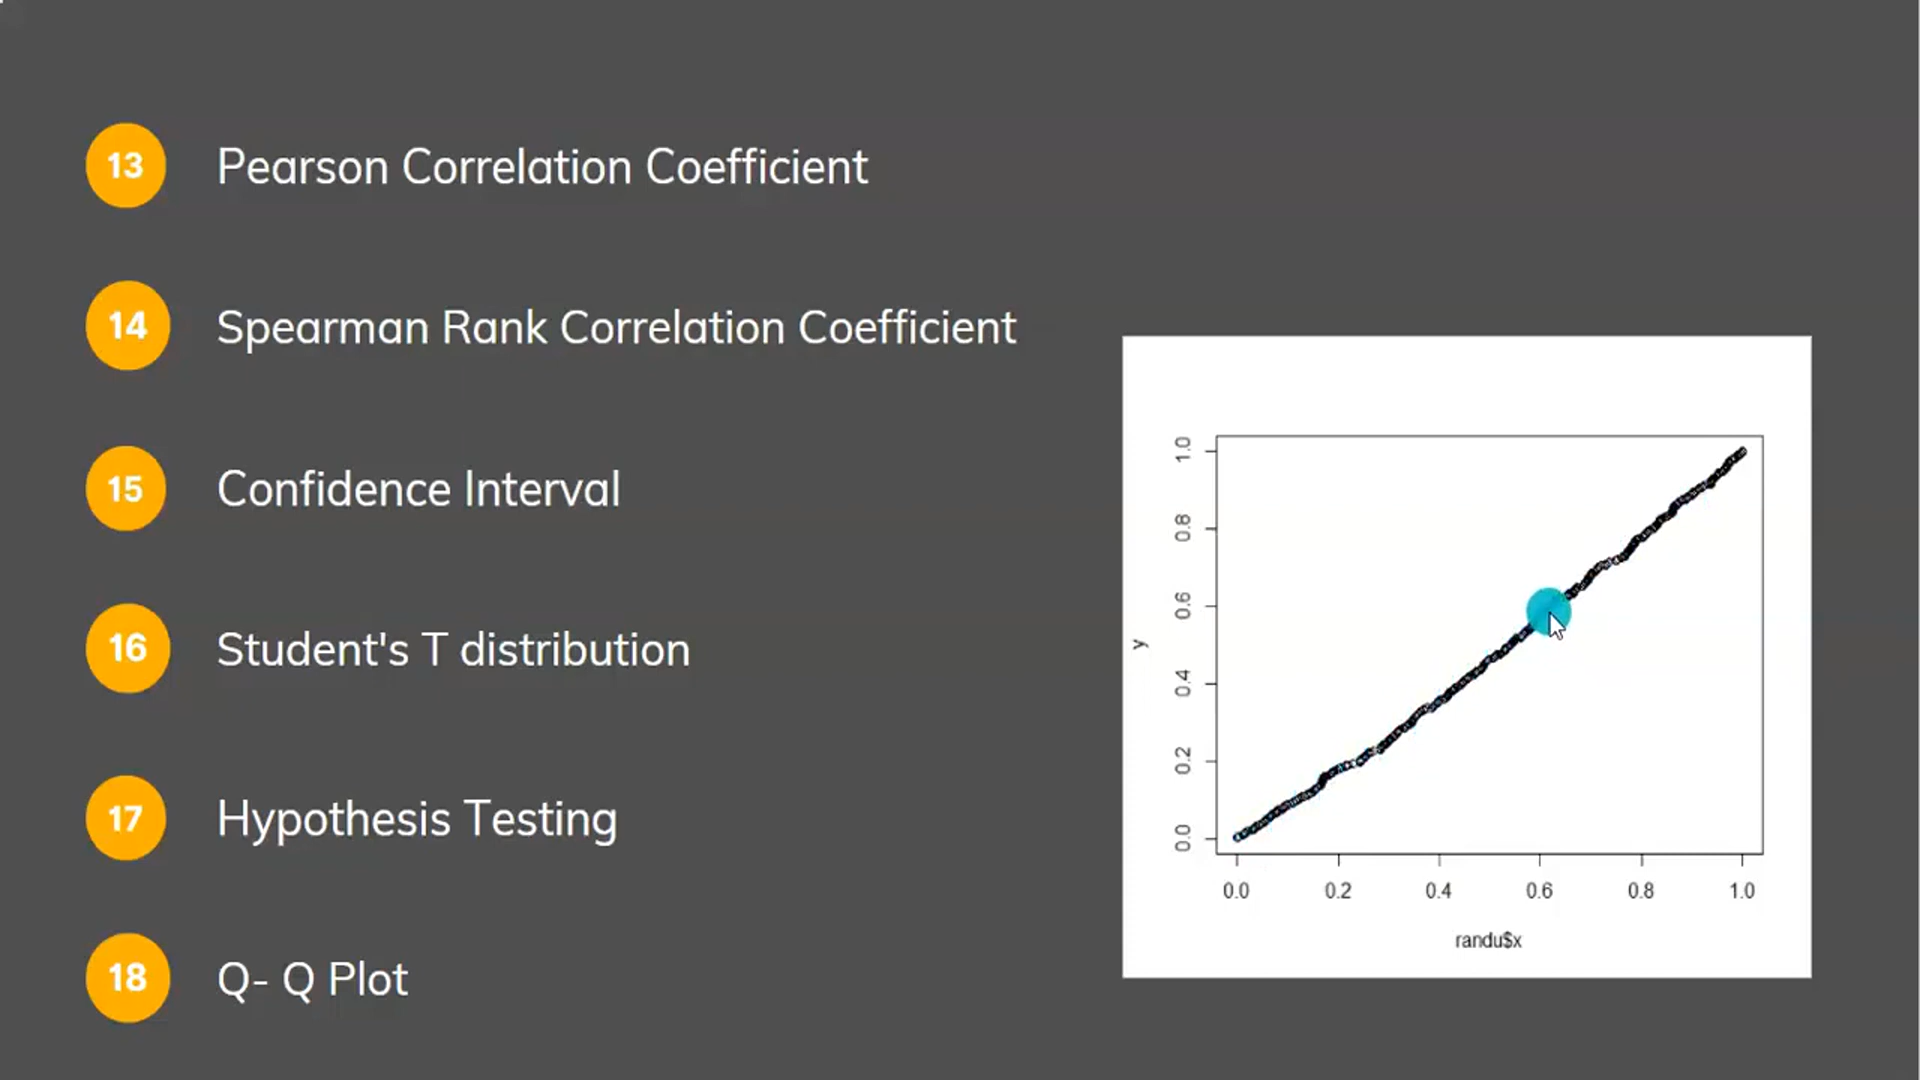 13 Pearson Correlation Coefficient
14 Spearman Rank Correlation Coefficient
15 Confidence Interval
16 Student's T distribution
17 Hypothesis Testing
18 Q- Q Plot
1.0
0.8
0.6
0.4
0.2
0.0
y
0.0 0.2 0.4 0.6 0.8 1.0
randu$x